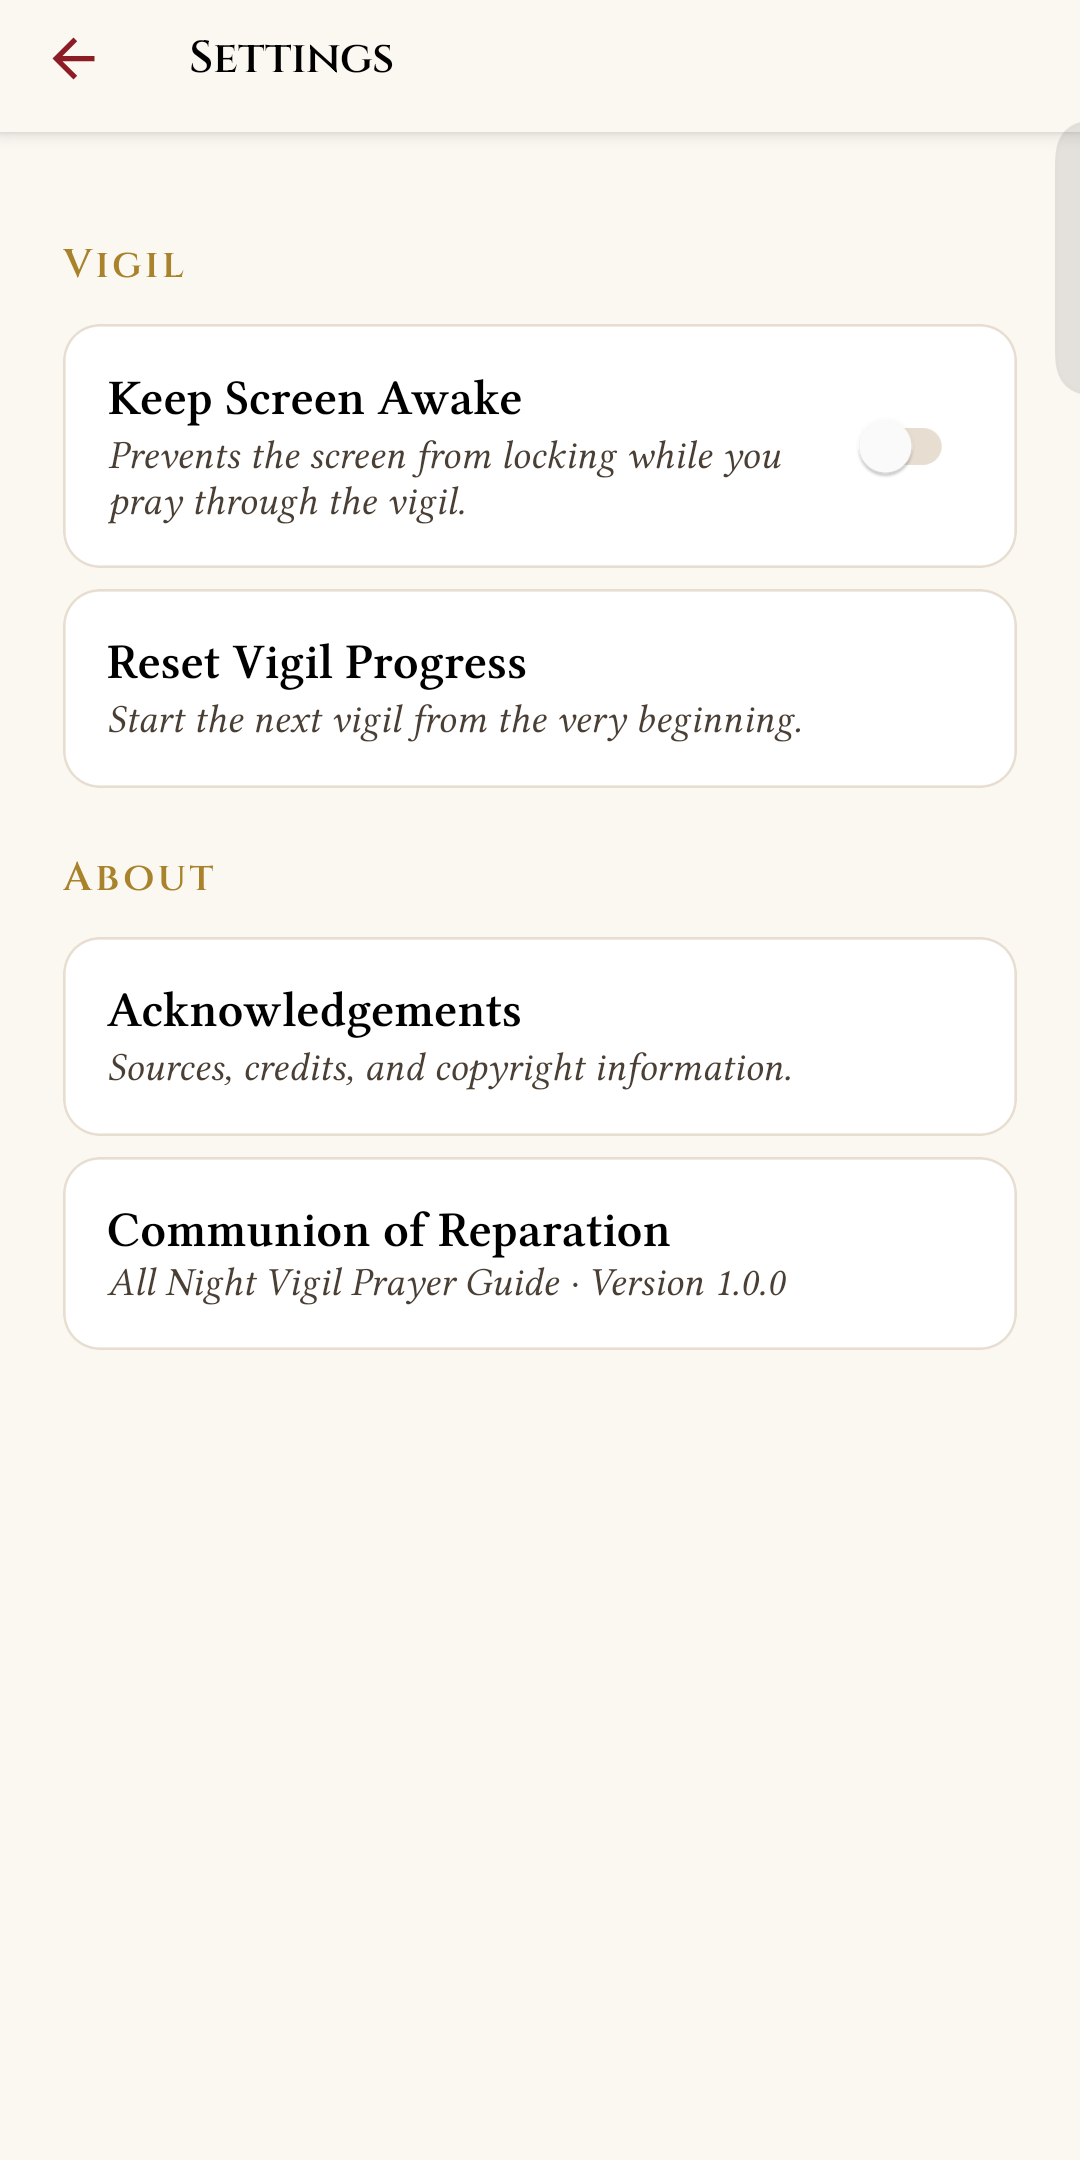 Settings
Vigil
Keep Screen Awake
Prevents the screen from locking while you
pray through the vigil.
Reset Vigil Progress
Start the next vigil from the very beginning.
About
Acknowledgements
Sources, credits, and copyright information.
Communion of Reparation
All Night Vigil Prayer Guide · Version 1.0.0